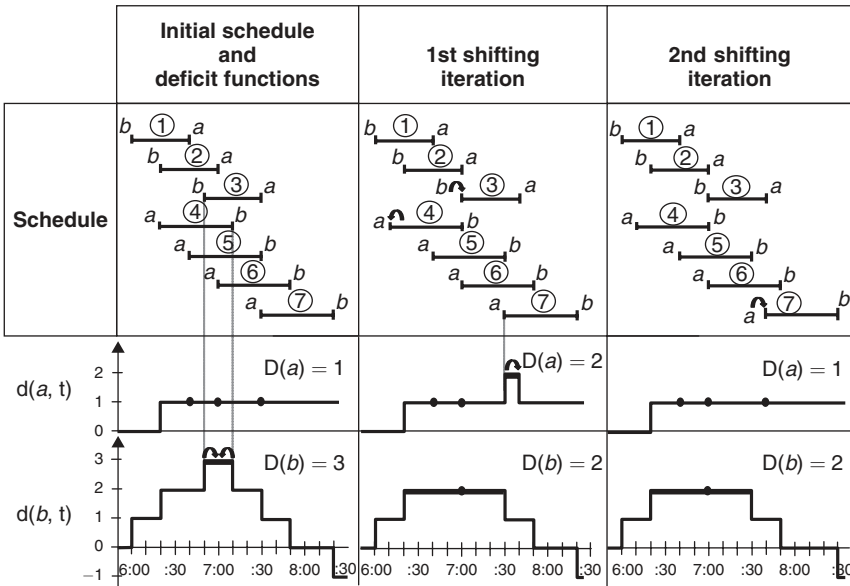 Initial schedule
and
deficit functions
1st shifting
iteration
2nd shifting
iteration
Schedule
b 1 a
b 2 a
b 3 a
a 4 b
a 5 b
a 6 b
a 7 b
b 1 a
b 2 a
b 3 a
a 4 b
a 5 b
a 6 b
a 7 b
b 1 a
b 2 a
b 3 a
a 4 b
a 5 b
a 6 b
a 7 b
d(a, t)
2
1
0
D(a) = 1
D(a) = 2
D(a) = 1
d(b, t)
3
2
1
0
−1
D(b) = 3
D(b) = 2
D(b) = 2
6:00 :30 7:00 :30 8:00 :30
6:00 :30 7:00 :30 8:00 :30
6:00 :30 7:00 :30 8:00 :30